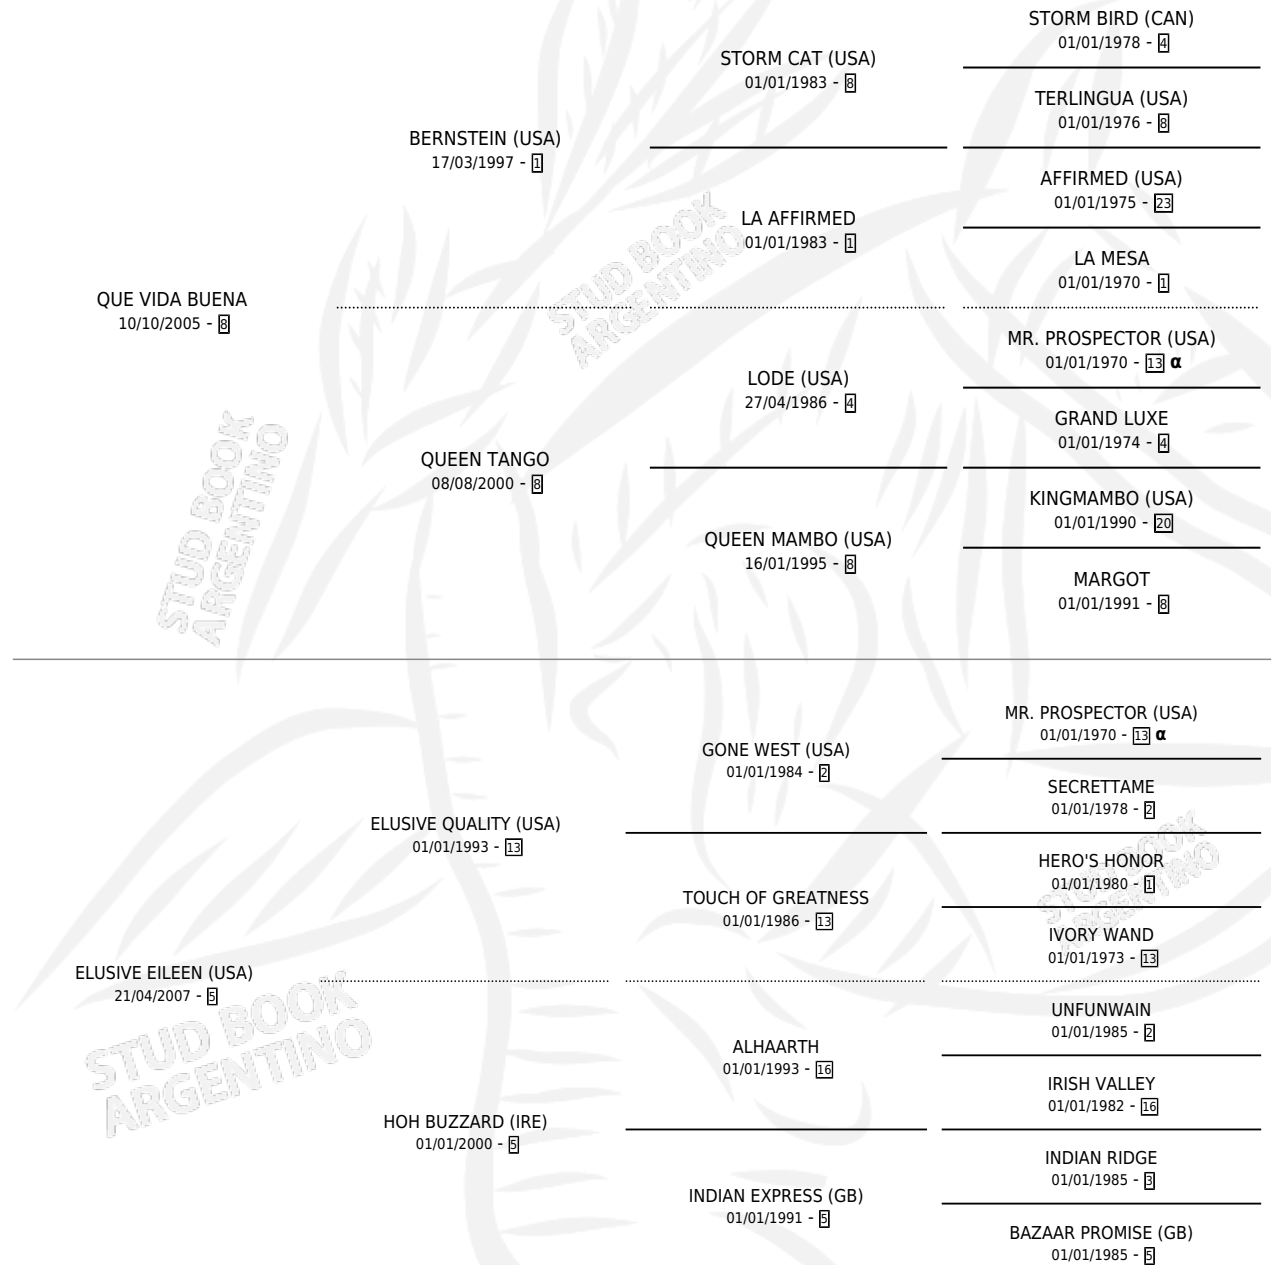 STORM BIRD (CAN)
01/01/1978 - 4
STORM CAT (USA)
01/01/1983 - 8
TERLINGUA (USA)
01/01/1976 - 8
BERNSTEIN (USA)
17/03/1997 - 1
AFFIRMED (USA)
01/01/1975 - 23
LA AFFIRMED
01/01/1983 - 1
LA MESA
01/01/1970 - 1
QUE VIDA BUENA
10/10/2005 - 8
MR. PROSPECTOR (USA)
01/01/1970 - 13 α
LODE (USA)
27/04/1986 - 4
GRAND LUXE
01/01/1974 - 4
QUEEN TANGO
08/08/2000 - 8
KINGMAMBO (USA)
01/01/1990 - 20
QUEEN MAMBO (USA)
16/01/1995 - 8
MARGOT
01/01/1991 - 8
MR. PROSPECTOR (USA)
01/01/1970 - 13 α
GONE WEST (USA)
01/01/1984 - 2
SECRETTAME
01/01/1978 - 2
ELUSIVE QUALITY (USA)
01/01/1993 - 13
HERO'S HONOR
01/01/1980 - 1
TOUCH OF GREATNESS
01/01/1986 - 13
IVORY WAND
01/01/1973 - 13
ELUSIVE EILEEN (USA)
21/04/2007 - 5
UNFUNWAIN
01/01/1985 - 2
ALHAARTH
01/01/1993 - 16
IRISH VALLEY
01/01/1982 - 16
HOH BUZZARD (IRE)
01/01/2000 - 5
INDIAN RIDGE
01/01/1985 - 3
INDIAN EXPRESS (GB)
01/01/1991 - 5
BAZAAR PROMISE (GB)
01/01/1985 - 5
STUD BOOK
ARGENTINO
STUD BOOK
ARGENTINO
STUD BOOK
ARGENTINO
STUD BOOK
ARGENTINO